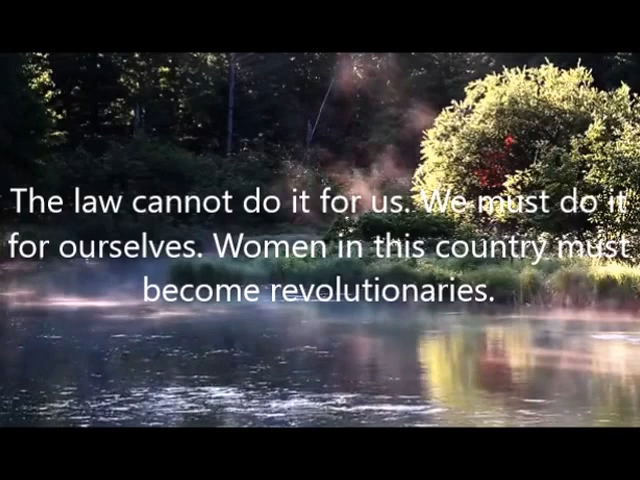 The law cannot do it for us. We must do it
for ourselves. Women in this country must
become revolutionaries.